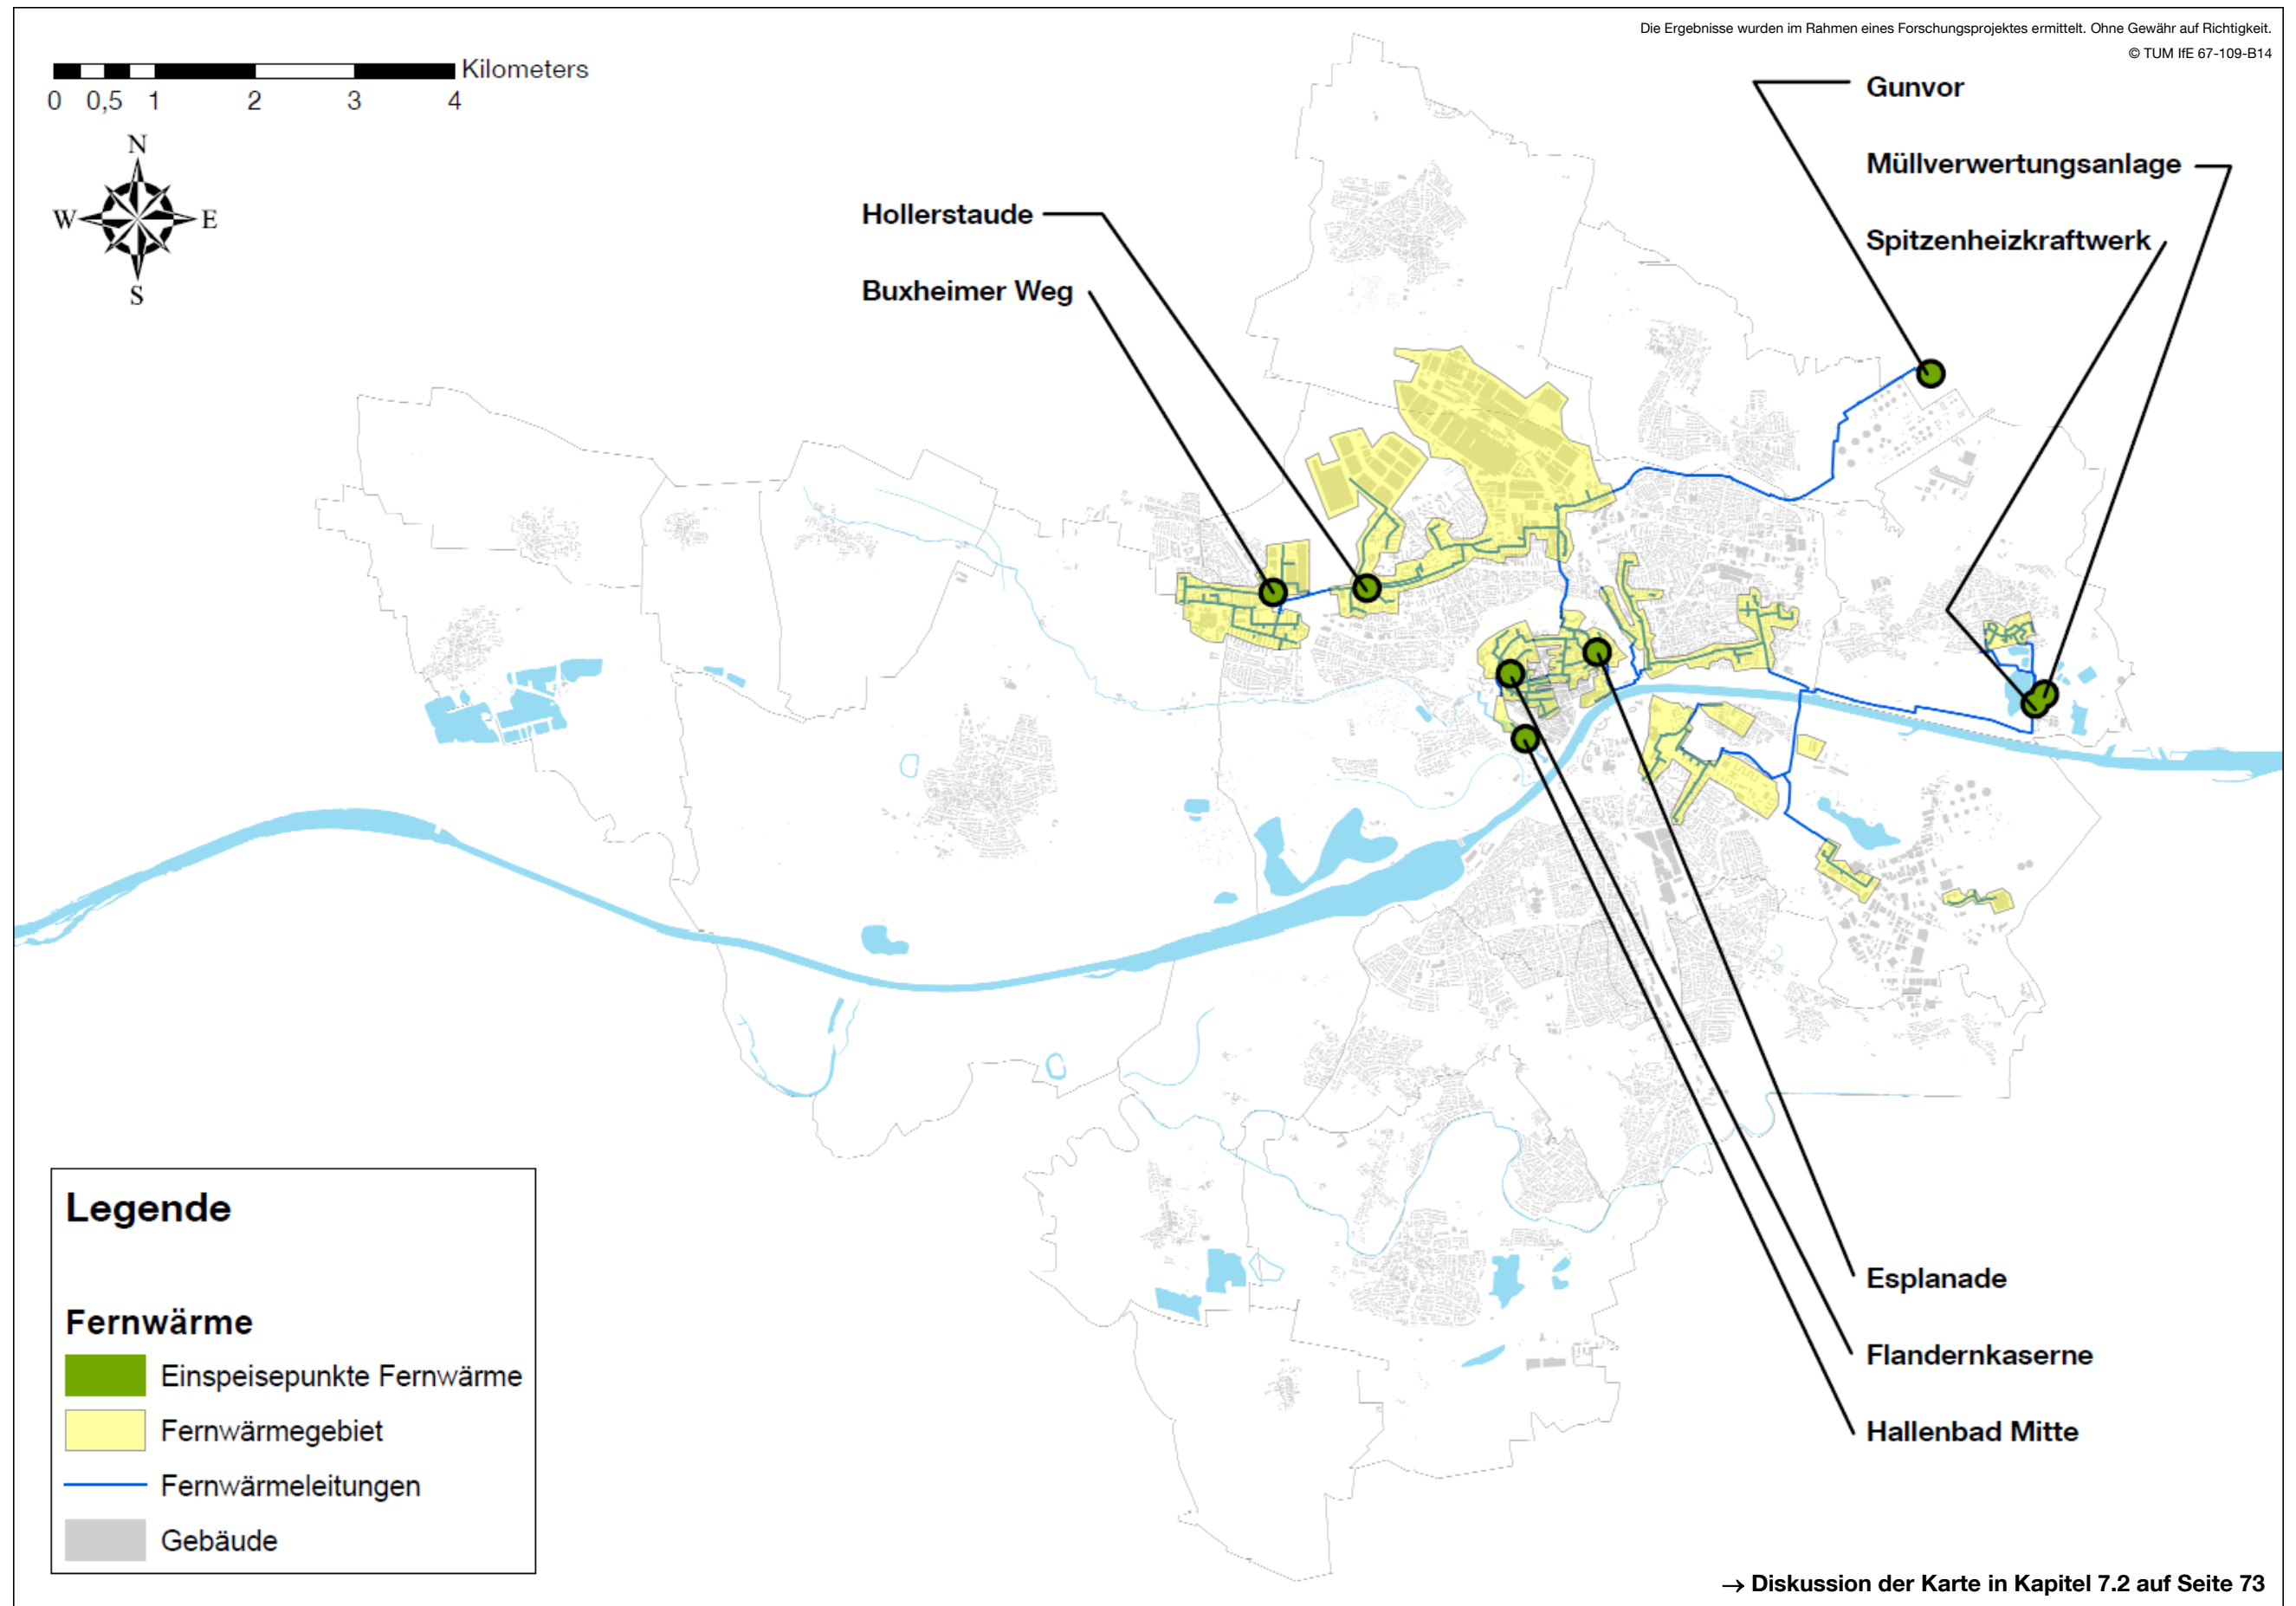 Die Ergebnisse wurden im Rahmen eines Forschungsprojektes ermittelt. Ohne Gewähr auf Richtigkeit.
© TUM IfE 67-109-B14
Kilometers
0 0,5 1 2 3 4
N
W E
S
Gunvor
Müllverwertungsanlage
Spitzenheizkraftwerk
Hollerstaude
Buxheimer Weg
Esplanade
Flandernkaserne
Hallenbad Mitte
Legende
Fernwärme
Einspeisepunkte Fernwärme
Fernwärmegebiet
Fernwärmeleitungen
Gebäude
→ Diskussion der Karte in Kapitel 7.2 auf Seite 73